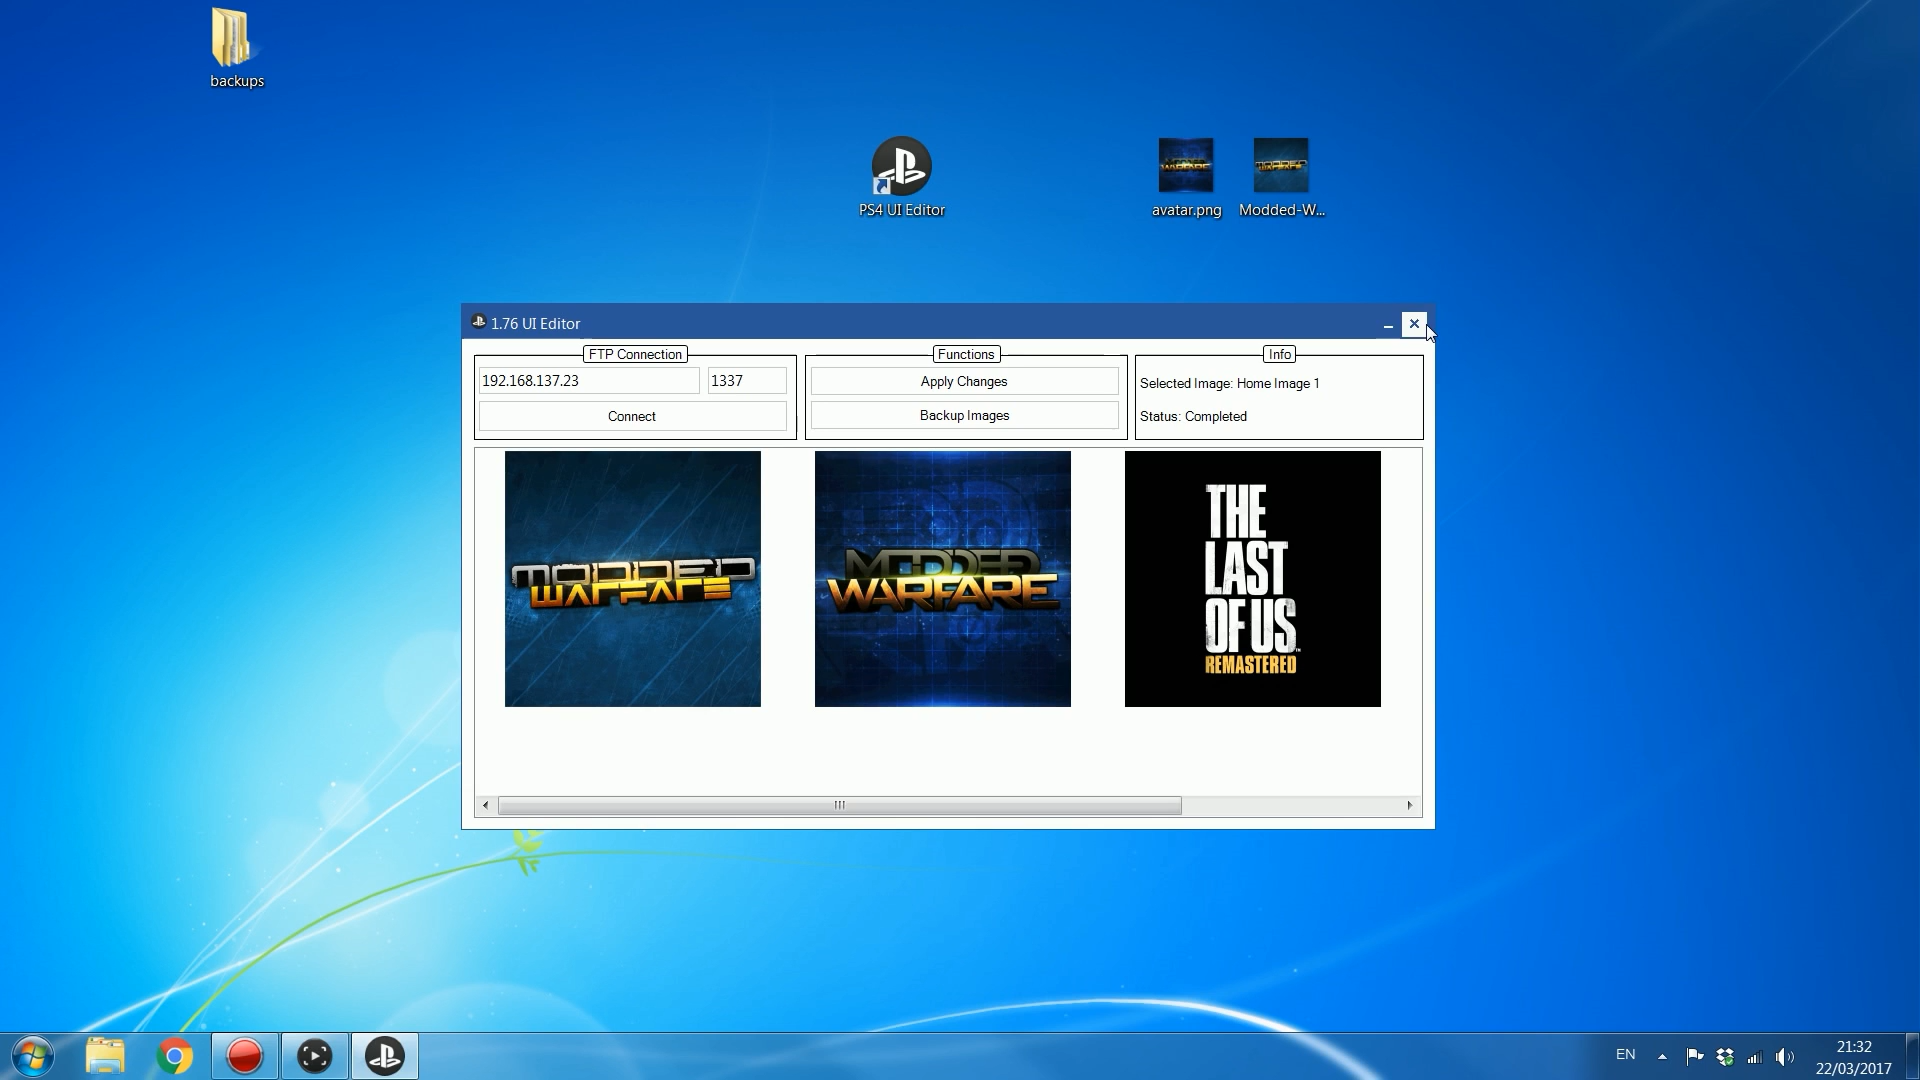 backups
PS4 UI Editor
avatar.png
Modded-W...
1.76 UI Editor
FTP Connection
192.168.137.23
1337
Connect
Functions
Apply Changes
Backup Images
Info
Selected Image: Home Image 1
Status: Completed
MODDED
WARFARE
MODDED
WARFARE
THE
LAST
OF US
REMASTERED
EN
21:32
22/03/2017